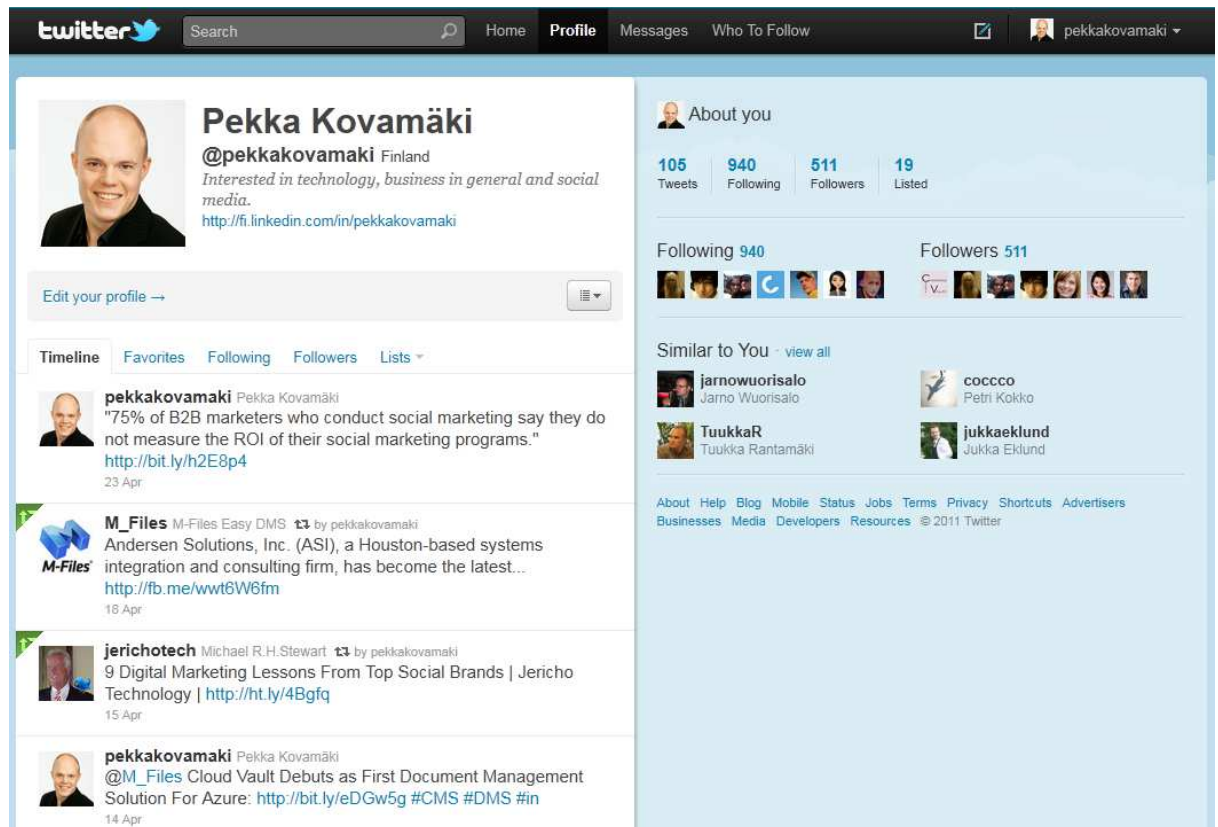 twitter
Search
Home Profile Messages Who To Follow
pekkakovamaki
Pekka Kovamäki
@pekkakovamaki Finland
Interested in technology, business in general and social
media.
http://fi.linkedin.com/in/pekkakovamaki
Edit your profile →
Timeline Favorites Following Followers Lists
pekkakovamaki Pekka Kovamäki
"75% of B2B marketers who conduct social marketing say they do
not measure the ROI of their social marketing programs."
http://bit.ly/h2E8p4
23 Apr
M_Files M-Files Easy DMS by pekkakovamaki
M-Files
Andersen Solutions, Inc. (ASI), a Houston-based systems
integration and consulting firm, has become the latest...
http://fb.me/wwt6W6fm
18 Apr
jerichotech Michael R.H.Stewart by pekkakovamaki
9 Digital Marketing Lessons From Top Social Brands | Jericho
Technology | http://ht.ly/4Bgfq
15 Apr
pekkakovamaki Pekka Kovamäki
@M_Files Cloud Vault Debuts as First Document Management
Solution For Azure: http://bit.ly/eDGw5g #CMS #DMS #in
14 Apr
About you
105 940 511 19
Tweets Following Followers Listed
Following 940 Followers 511
Similar to You · view all
jarnowuorisalo
Jarno Wuorisalo
coccco
Petri Kokko
TuukkaR
Tuukka Rantamäki
jukkaeklund
Jukka Eklund
About Help Blog Mobile Status Jobs Terms Privacy Shortcuts Advertisers
Businesses Media Developers Resources © 2011 Twitter